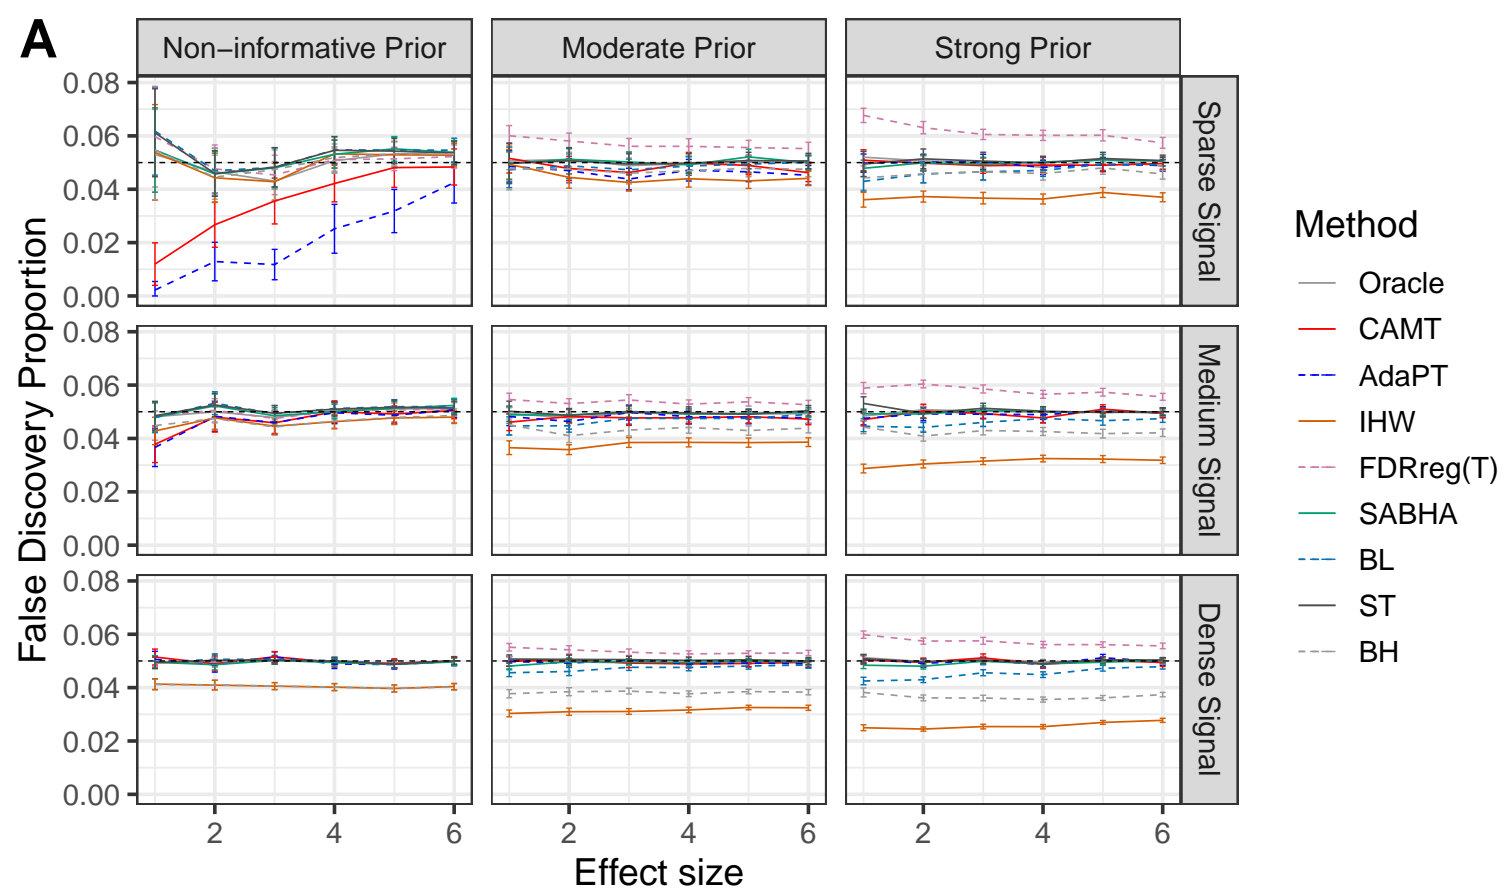 A
Non-informative Prior
Moderate Prior
Strong Prior
0.08
0.06
0.04
0.02
0.00
Sparse Signal
0.08
0.06
0.04
0.02
0.00
Medium Signal
0.08
0.06
0.04
0.02
0.00
Dense Signal
False Discovery Proportion
2 4 6
2 4 6
2 4 6
Effect size
Method
Oracle
CAMT
AdaPT
IHW
FDRreg(T)
SABHA
BL
ST
BH